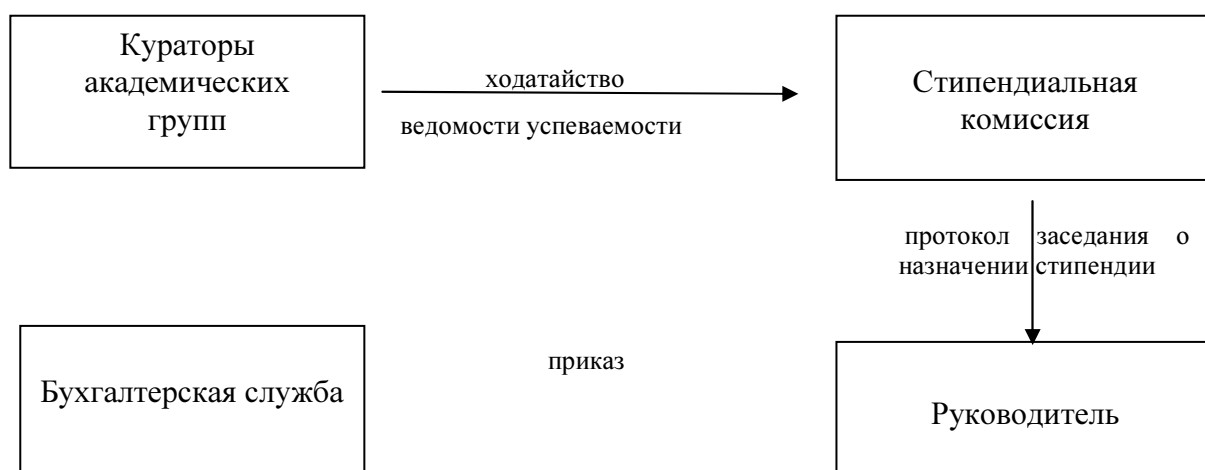 Кураторы
академических
групп
ходатайство
ведомости успеваемости
Стипендиальная
комиссия
протокол заседания о
назначении стипендии
Бухгалтерская служба
приказ
Руководитель